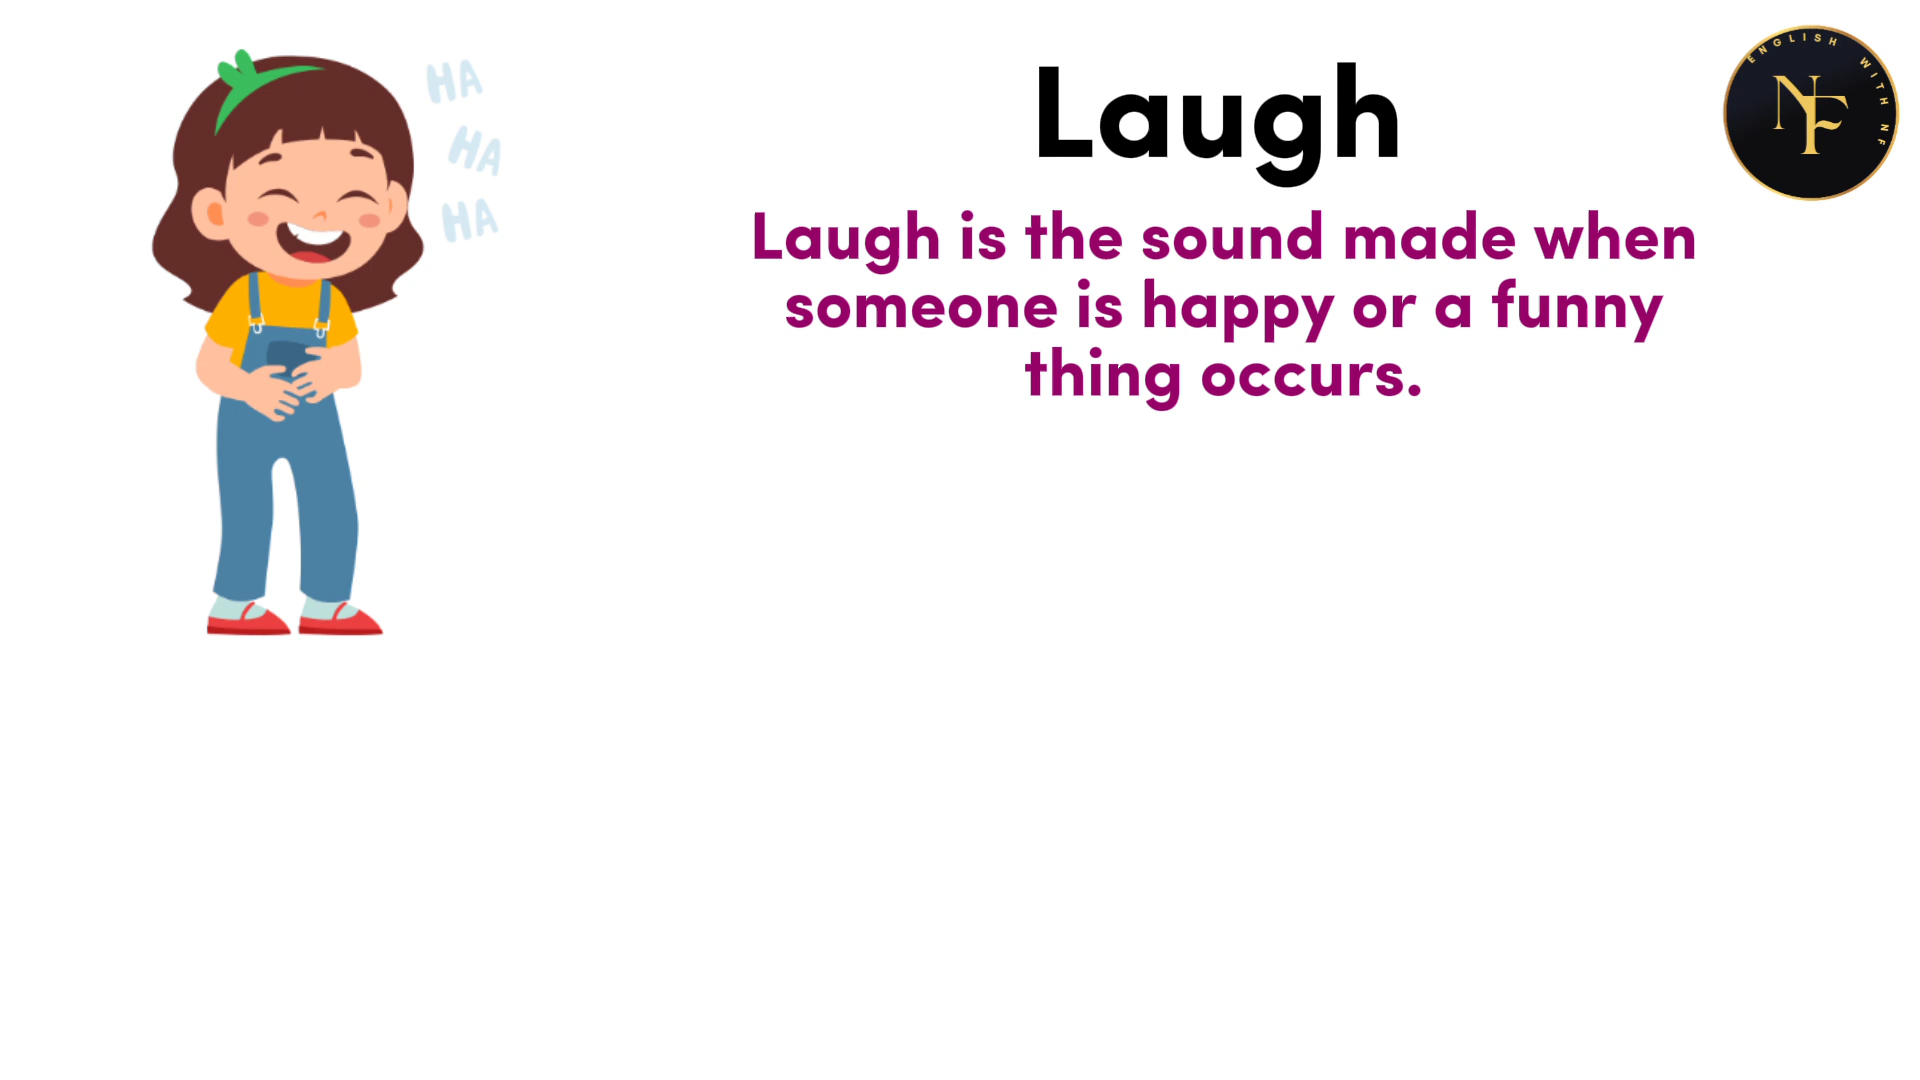 HA
HA
HA
Laugh
Laugh is the sound made when
someone is happy or a funny
thing occurs.
ENGLISH WITH NF
NF